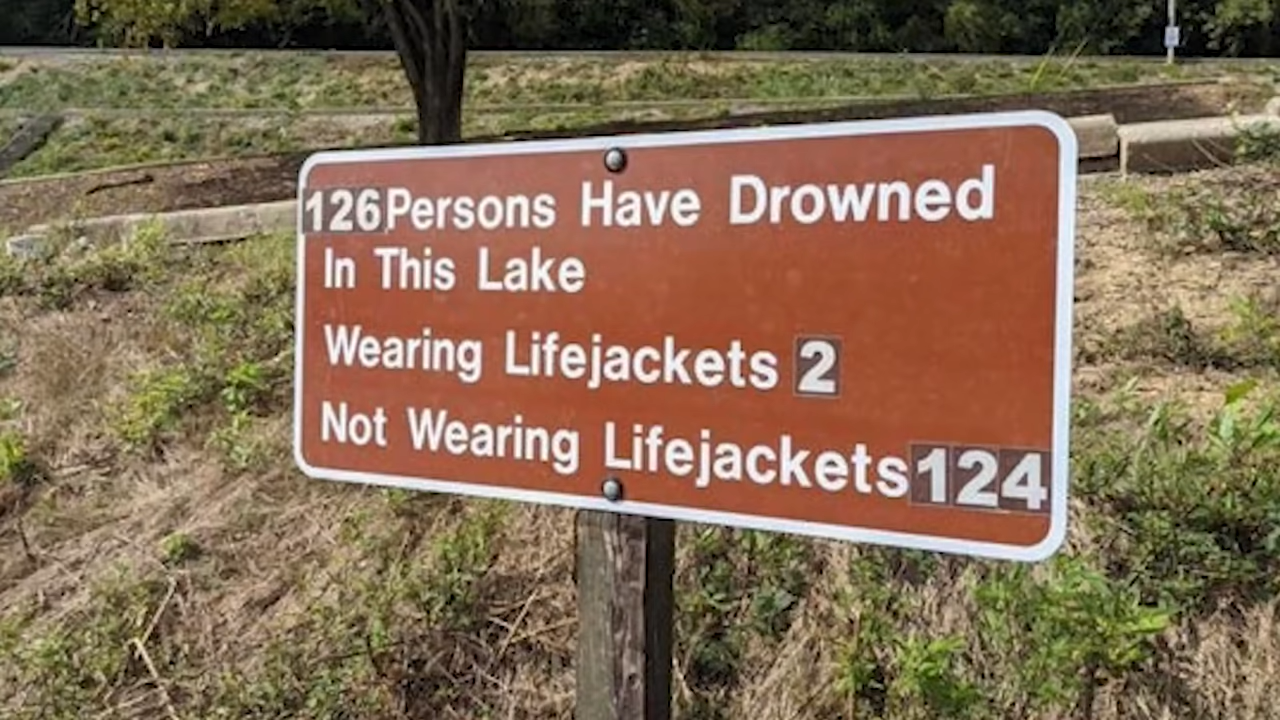 126 Persons Have Drowned
In This Lake
Wearing Lifejackets 2
Not Wearing Lifejackets 124